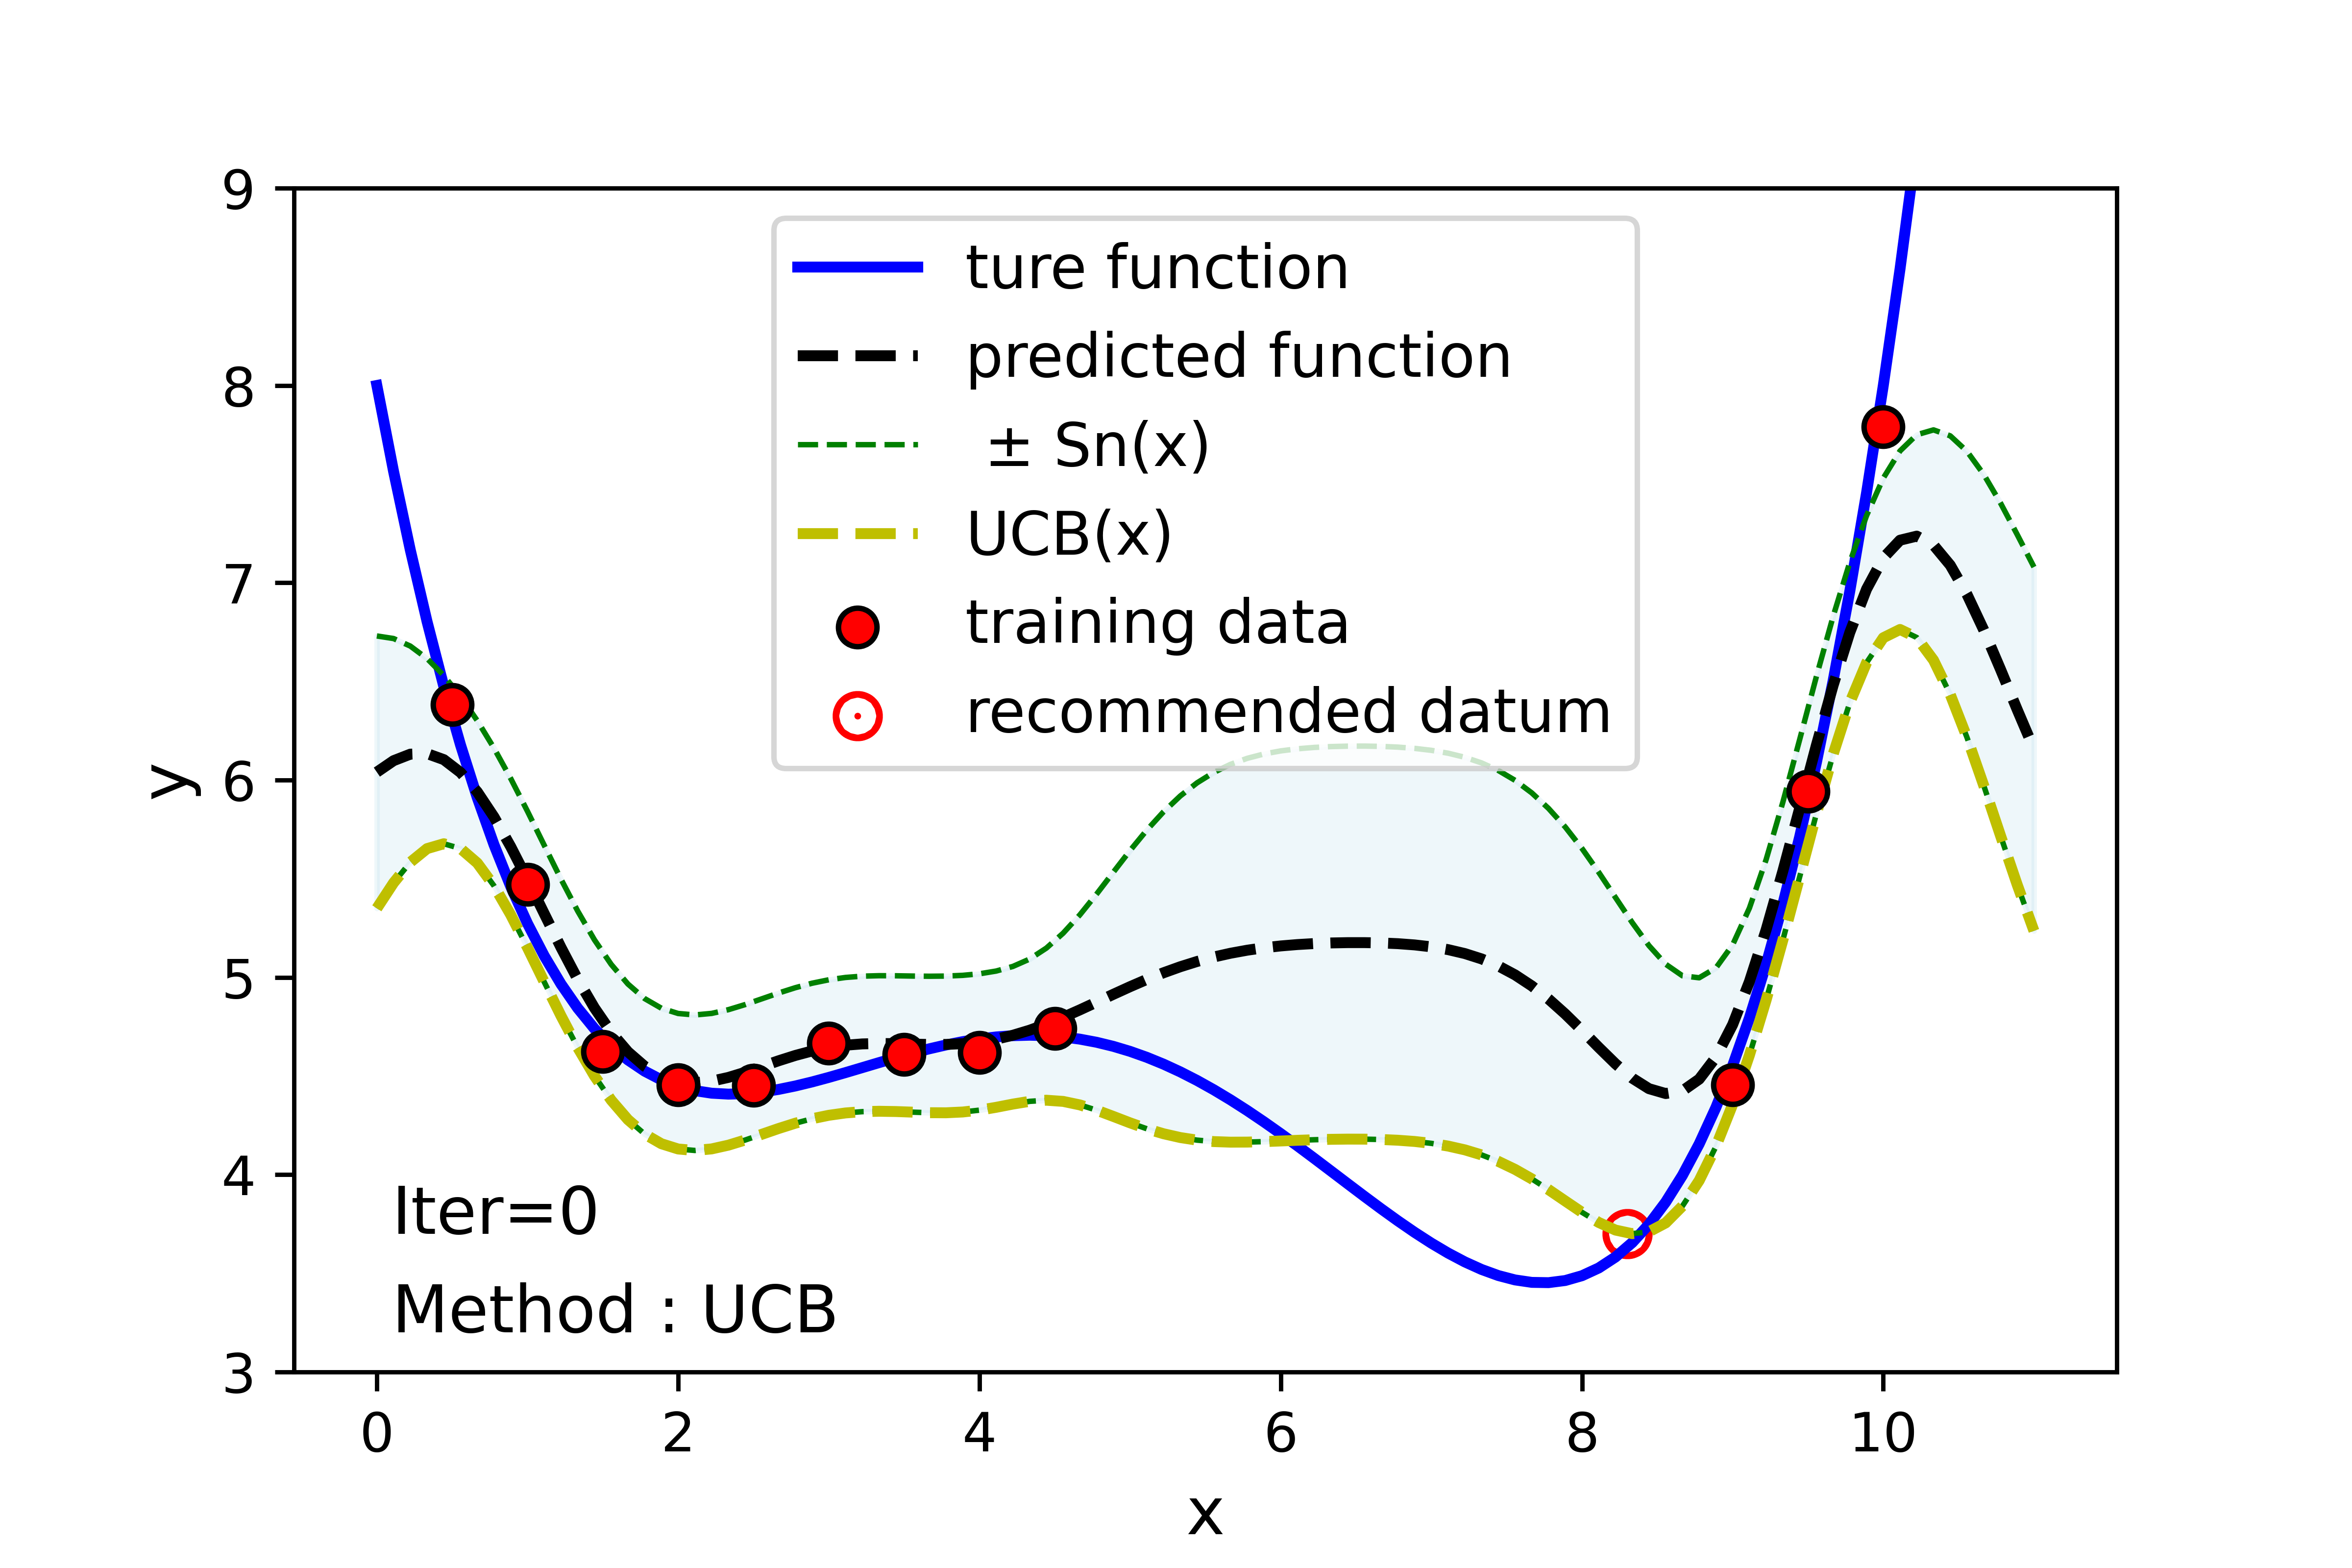 9
8
7
6
5
4
3
y
ture function
predicted function
± Sn(x)
UCB(x)
training data
recommended datum
Iter=0
Method : UCB
0 2 4 6 8 10
x